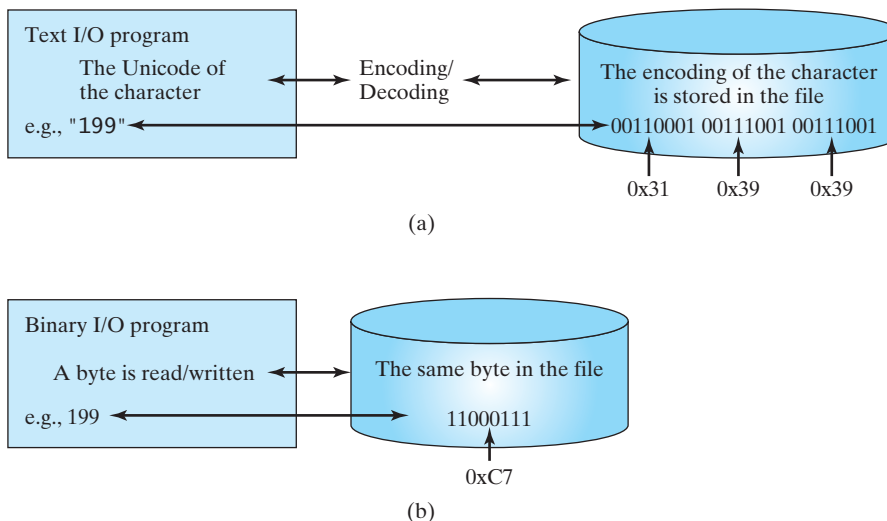 Text I/O program
The Unicode of
the character
e.g., "199"
Encoding/
Decoding
The encoding of the character
is stored in the file
00110001 00111001 00111001
0x31 0x39 0x39
(a)
Binary I/O program
A byte is read/written
e.g., 199
The same byte in the file
11000111
0xC7
(b)